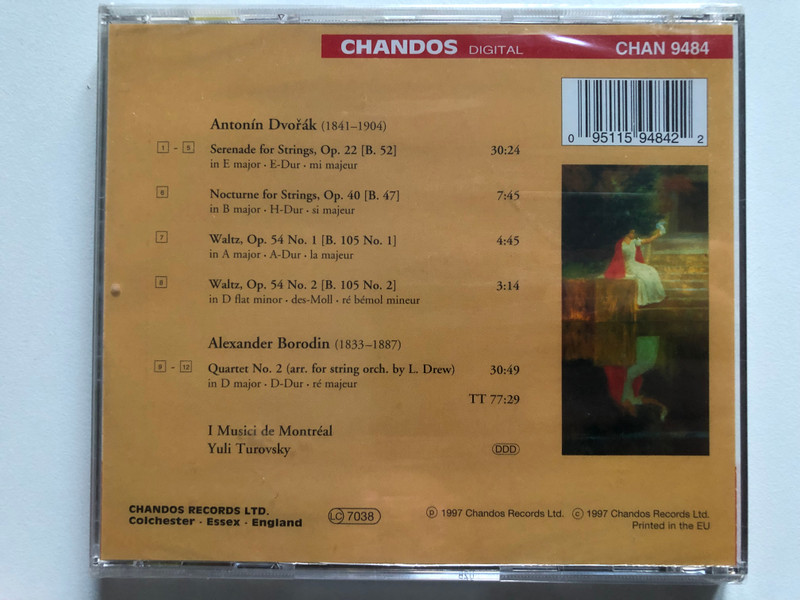 CHANDOS DIGITAL CHAN 9484
0 95115 94842 2
Antonín Dvořák (1841–1904)
1 - 5 Serenade for Strings, Op. 22 [B. 52] 30:24
in E major · E-Dur · mi majeur
6 Nocturne for Strings, Op. 40 [B. 47] 7:45
in B major · H-Dur · si majeur
7 Waltz, Op. 54 No. 1 [B. 105 No. 1] 4:45
in A major · A-Dur · la majeur
8 Waltz, Op. 54 No. 2 [B. 105 No. 2] 3:14
in D flat minor · des-Moll · ré bémol mineur
Alexander Borodin (1833–1887)
9 - 12 Quartet No. 2 (arr. for string orch. by L. Drew) 30:49
in D major · D-Dur · ré majeur
TT 77:29
I Musici de Montréal
Yuli Turovsky DDD
CHANDOS RECORDS LTD.
Colchester · Essex · England
LC 7038
℗ 1997 Chandos Records Ltd. © 1997 Chandos Records Ltd.
Printed in the EU